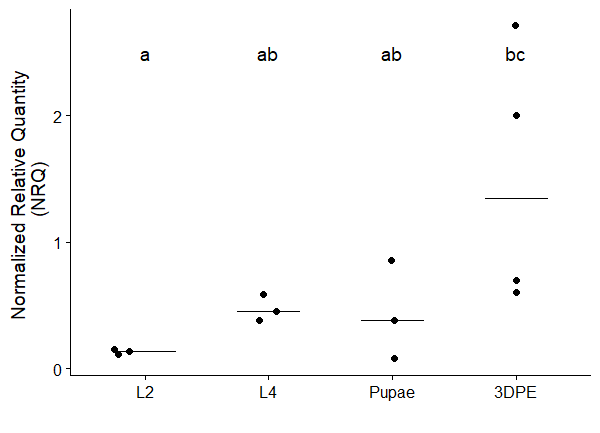 Normalized Relative Quantity
(NRQ)
a ab ab bc
2
1
0
L2 L4 Pupae 3DPE